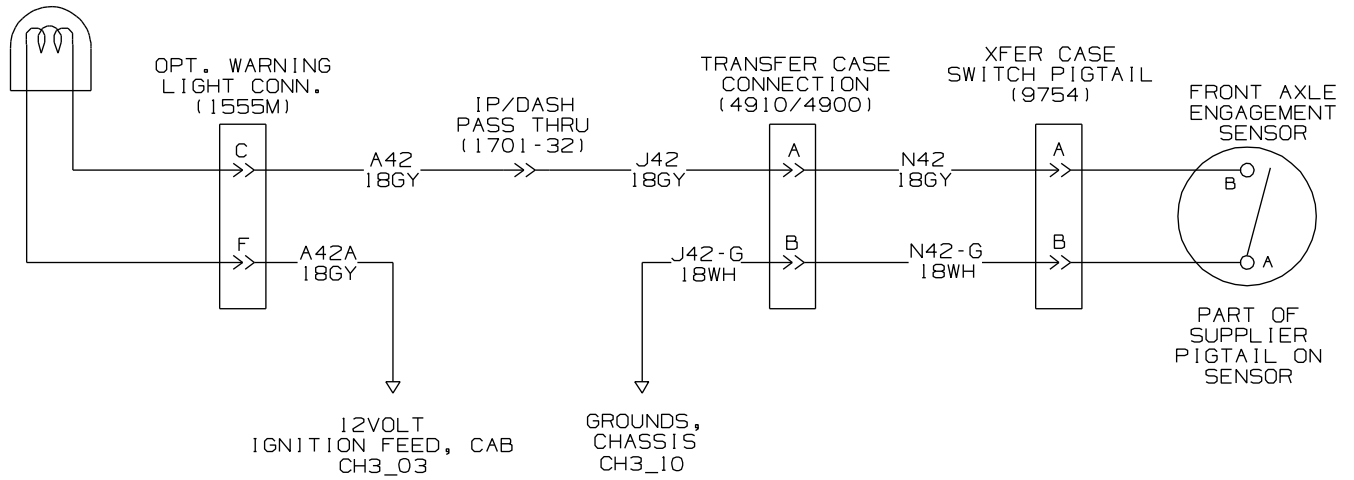 OPT. WARNING
LIGHT CONN.
(1555M)
IP/DASH
PASS THRU
(1701-32)
TRANSFER CASE
CONNECTION
(4910/4900)
XFER CASE
SWITCH PIGTAIL
(9754)
FRONT AXLE
ENGAGEMENT
SENSOR
C
A42
18GY
J42
18GY
A
N42
18GY
A
B
F
A42A
18GY
J42-G
18WH
B
N42-G
18WH
B
A
PART OF
SUPPLIER
PIGTAIL ON
SENSOR
12VOLT
IGNITION FEED, CAB
CH3_03
GROUNDS,
CHASSIS
CH3_10